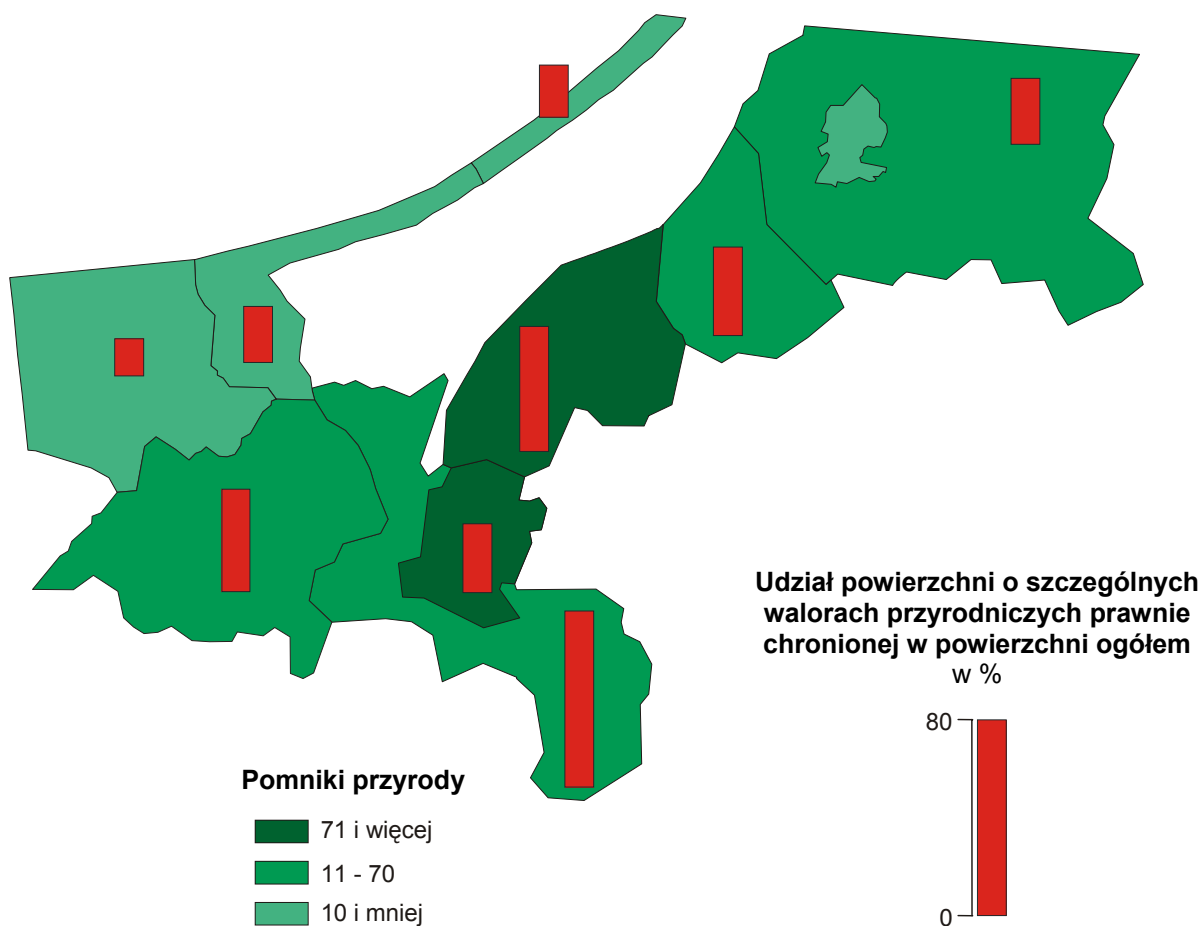 Udział powierzchni o szczególnych
walorach przyrodniczych prawnie
chronionej w powierzchni ogółem
w %
80
0
Pomniki przyrody
71 i więcej
11 - 70
10 i mniej